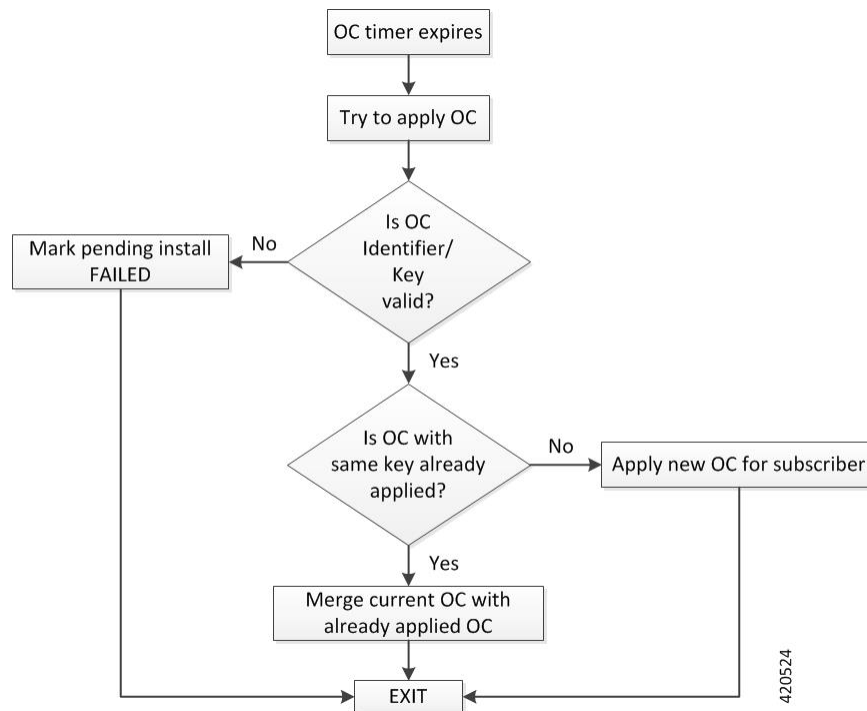 OC timer expires
Try to apply OC
Is OC
Identifier/
Key
valid?
No
Mark pending install
FAILED
Yes
Is OC with
same key already
applied?
No
Apply new OC for subscriber
Yes
Merge current OC with
already applied OC
EXIT
420524